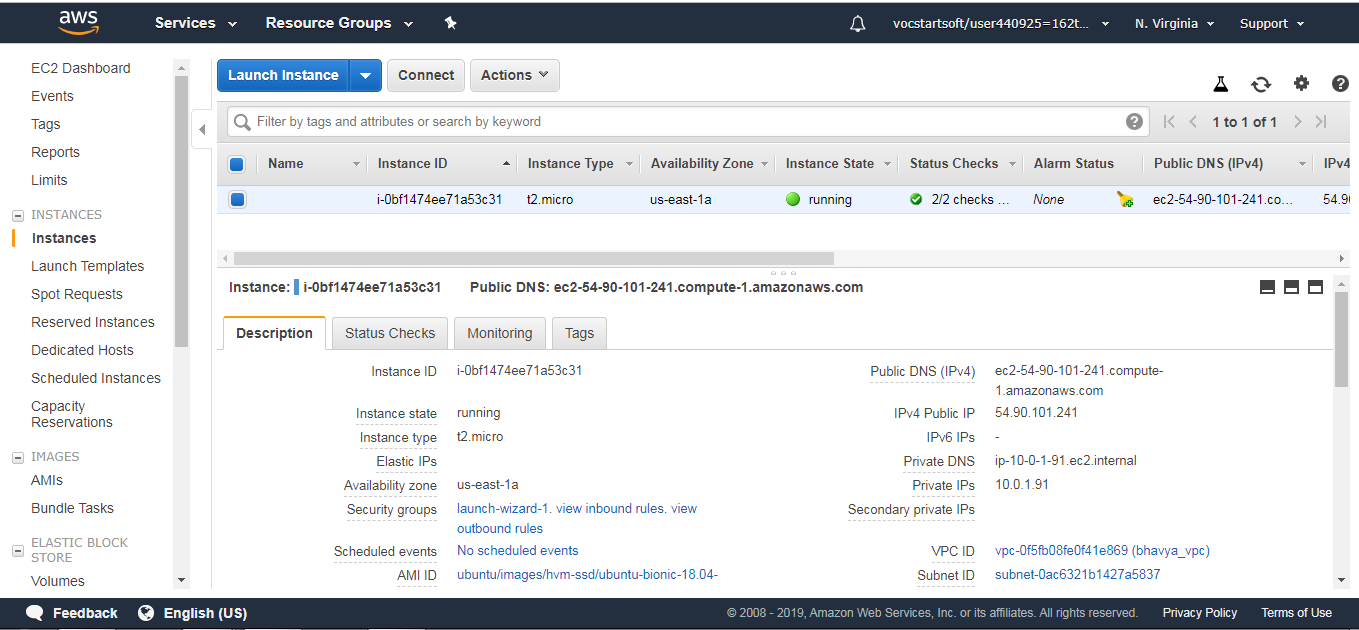 aws Services Resource Groups vocstartsoft/user440925=162t... N. Virginia Support
EC2 Dashboard
Events
Tags
Reports
Limits
INSTANCES
Instances
Launch Templates
Spot Requests
Reserved Instances
Dedicated Hosts
Scheduled Instances
Capacity
Reservations
IMAGES
AMIs
Bundle Tasks
ELASTIC BLOCK
STORE
Volumes
Launch Instance Connect Actions
Filter by tags and attributes or search by keyword ? 1 to 1 of 1
Name Instance ID Instance Type Availability Zone Instance State Status Checks Alarm Status Public DNS (IPv4) IPv4
i-0bf1474ee71a53c31 t2.micro us-east-1a running 2/2 checks ... None ec2-54-90-101-241.co... 54.90
Instance: i-0bf1474ee71a53c31 Public DNS: ec2-54-90-101-241.compute-1.amazonaws.com
Description Status Checks Monitoring Tags
Instance ID i-0bf1474ee71a53c31 Public DNS (IPv4) ec2-54-90-101-241.compute-
1.amazonaws.com
Instance state running IPv4 Public IP 54.90.101.241
Instance type t2.micro IPv6 IPs -
Elastic IPs Private DNS ip-10-0-1-91.ec2.internal
Availability zone us-east-1a Private IPs 10.0.1.91
Security groups launch-wizard-1. view inbound rules. view Secondary private IPs
outbound rules
Scheduled events No scheduled events VPC ID vpc-0f5fb08fe0f41e869 (bhavya_vpc)
AMI ID ubuntu/images/hvm-ssd/ubuntu-bionic-18.04- Subnet ID subnet-0ac6321b1427a5837
Feedback English (US) © 2008 - 2019, Amazon Web Services, Inc. or its affiliates. All rights reserved. Privacy Policy Terms of Use